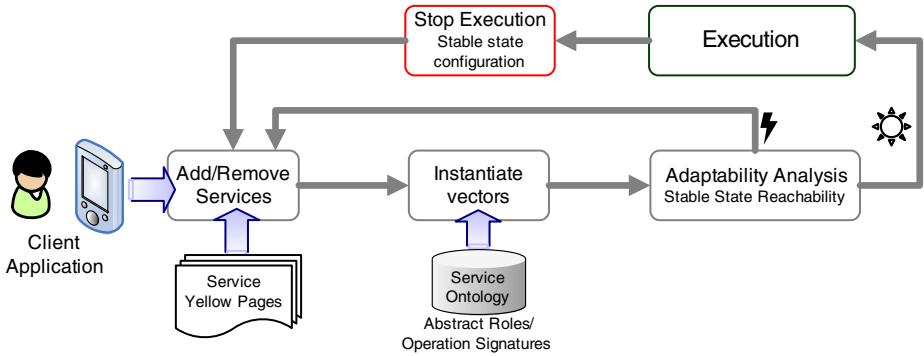 Stop Execution
Stable state
configuration
Execution
Add/Remove
Services
Instantiate
vectors
Adaptability Analysis
Stable State Reachability
Client
Application
Service
Yellow Pages
Service
Ontology
Abstract Roles/
Operation Signatures